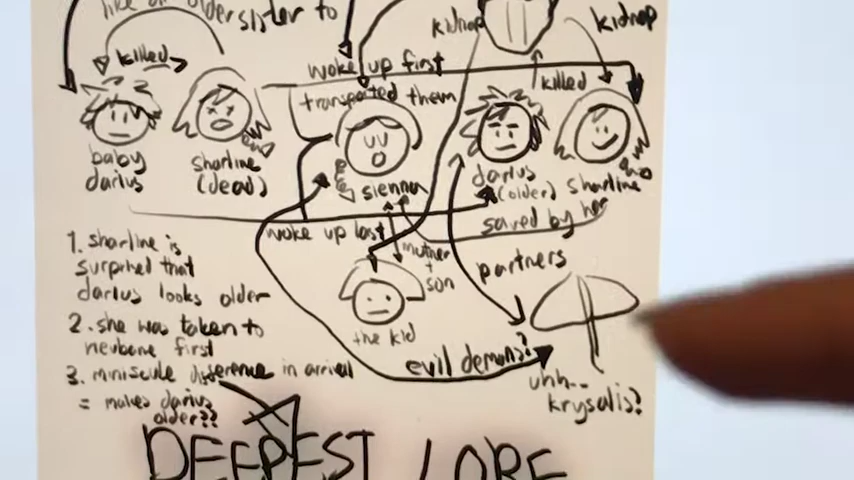 like an older sister to
kidnap
kidnap
killed
woke up first
transported them
killed
baby
darius
sharline
(dead)
sienna
darius
(older)
sharline
saved by her
woke up last
mother
+
son
partners
the kid
evil demons?
uhh..
krysalis?
1. sharline is
surprised that
darius looks older
2. she was taken to
first
3. miniscule difference in arrival
= makes darius
older??
DEEPEST LORE